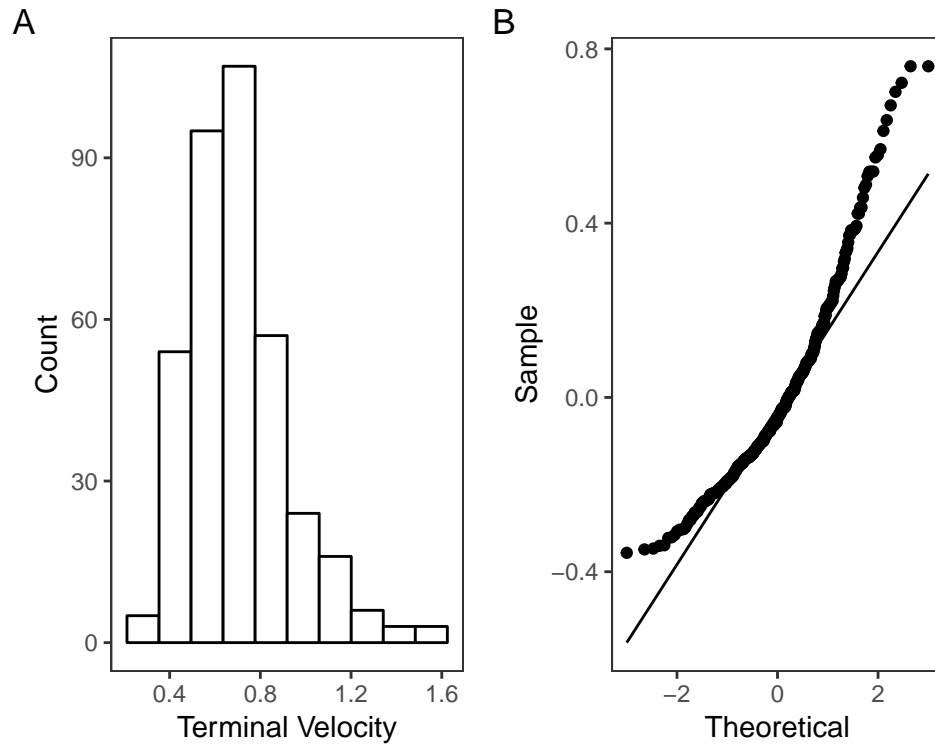 A
90
60
30
0
Count
0.4 0.8 1.2 1.6
Terminal Velocity
B
0.8
0.4
0.0
−0.4
Sample
−2 0 2
Theoretical